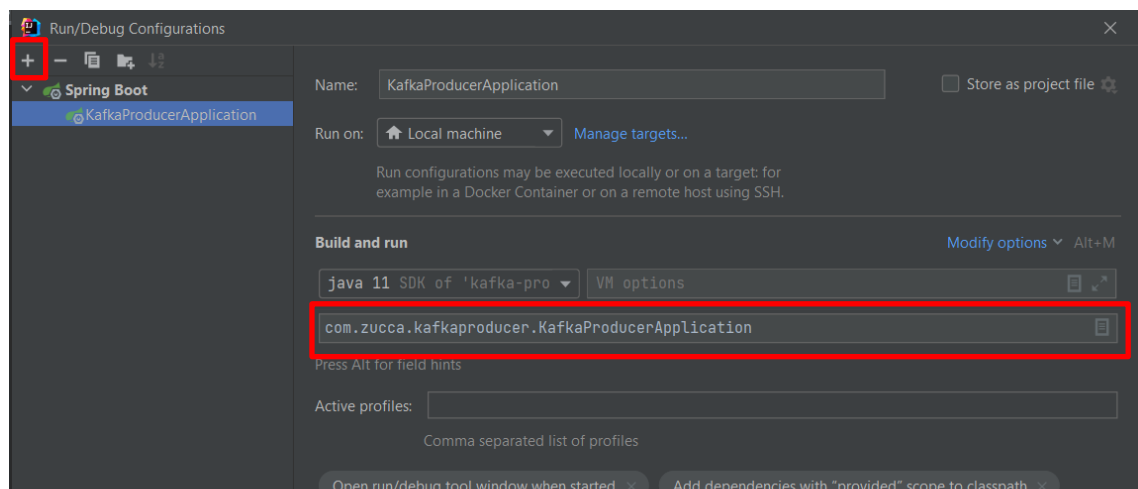 Run/Debug Configurations
Spring Boot
KafkaProducerApplication
Name: KafkaProducerApplication
Store as project file
Run on: Local machine Manage targets...
Run configurations may be executed locally or on a target: for
example in a Docker Container or on a remote host using SSH.
Build and run
Modify options Alt+M
java 11 SDK of 'kafka-pro VM options
com.zucca.kafkaproducer.KafkaProducerApplication
Press Alt for field hints
Active profiles:
Comma separated list of profiles
Open run/debug tool window when started Add dependencies with "provided" scope to classpath